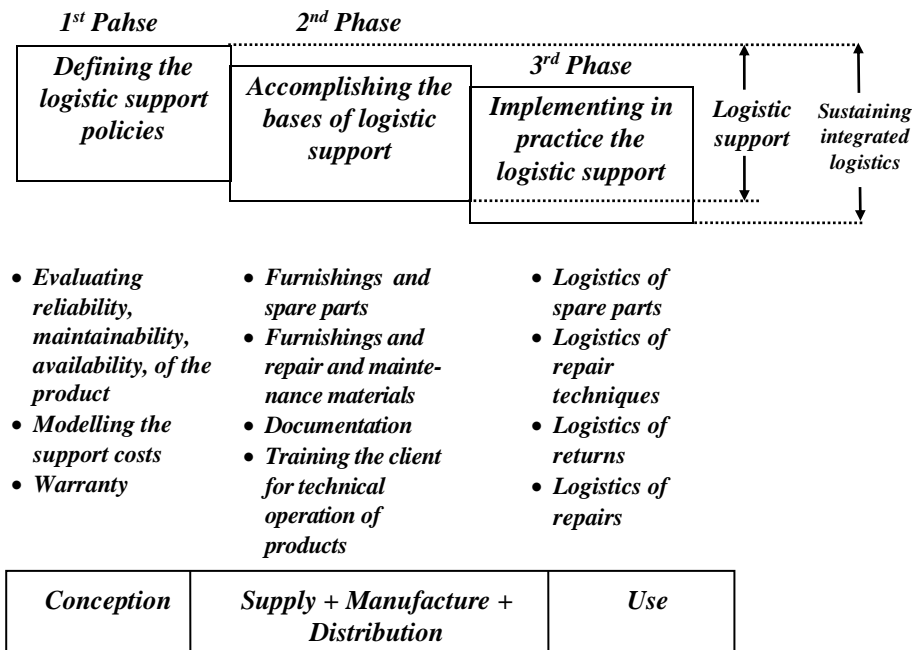 1st Pahse
2nd Phase
3rd Phase
Defining the
logistic support
policies
Accomplishing the
bases of logistic
support
Implementing in
practice the
logistic support
Logistic
support
Sustaining
integrated
logistics
• Evaluating
reliability,
maintainability,
availability, of the
product
• Modelling the
support costs
• Warranty
• Furnishings and
spare parts
• Furnishings and
repair and mainte-
nance materials
• Documentation
• Training the client
for technical
operation of
products
• Logistics of
spare parts
• Logistics of
repair
techniques
• Logistics of
returns
• Logistics of
repairs
Conception
Supply + Manufacture +
Distribution
Use